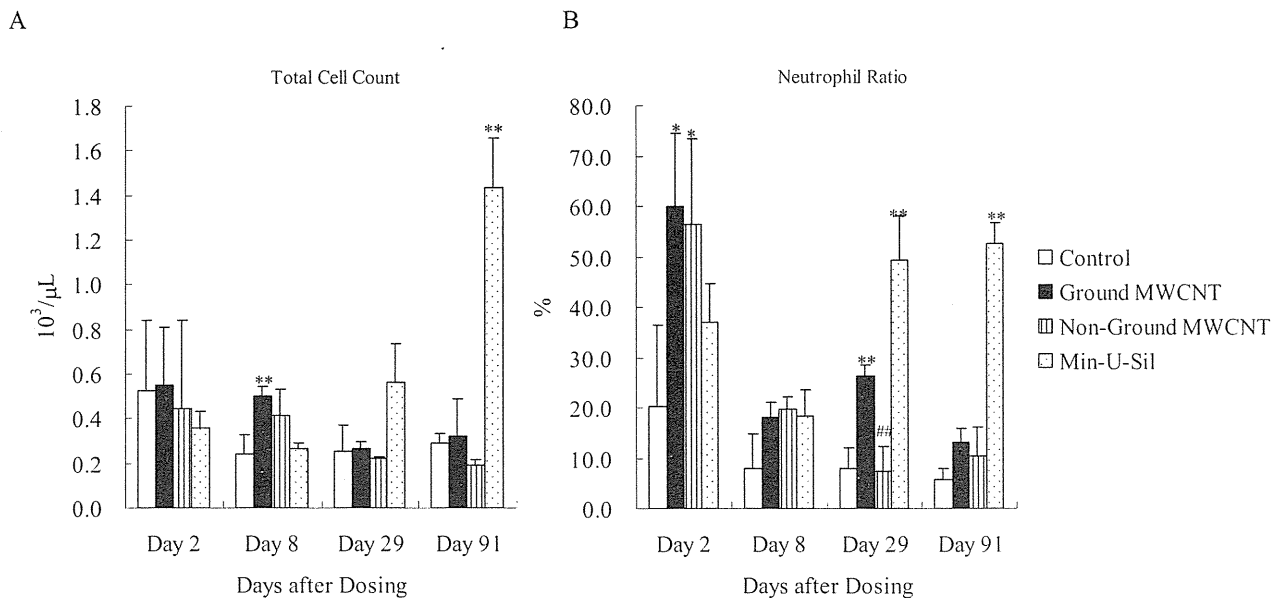 A
B
Total Cell Count
Neutrophil Ratio
1.8
1.6
1.4
1.2
1.0
0.8
0.6
0.4
0.2
0.0
10³/μL
**
**
Day 2
Day 8
Day 29
Day 91
Days after Dosing
80.0
70.0
60.0
50.0
40.0
30.0
20.0
10.0
0.0
%
*
*
**
##
**
**
Day 2
Day 8
Day 29
Day 91
Days after Dosing
Control
Ground MWCNT
Non-Ground MWCNT
Min-U-Sil